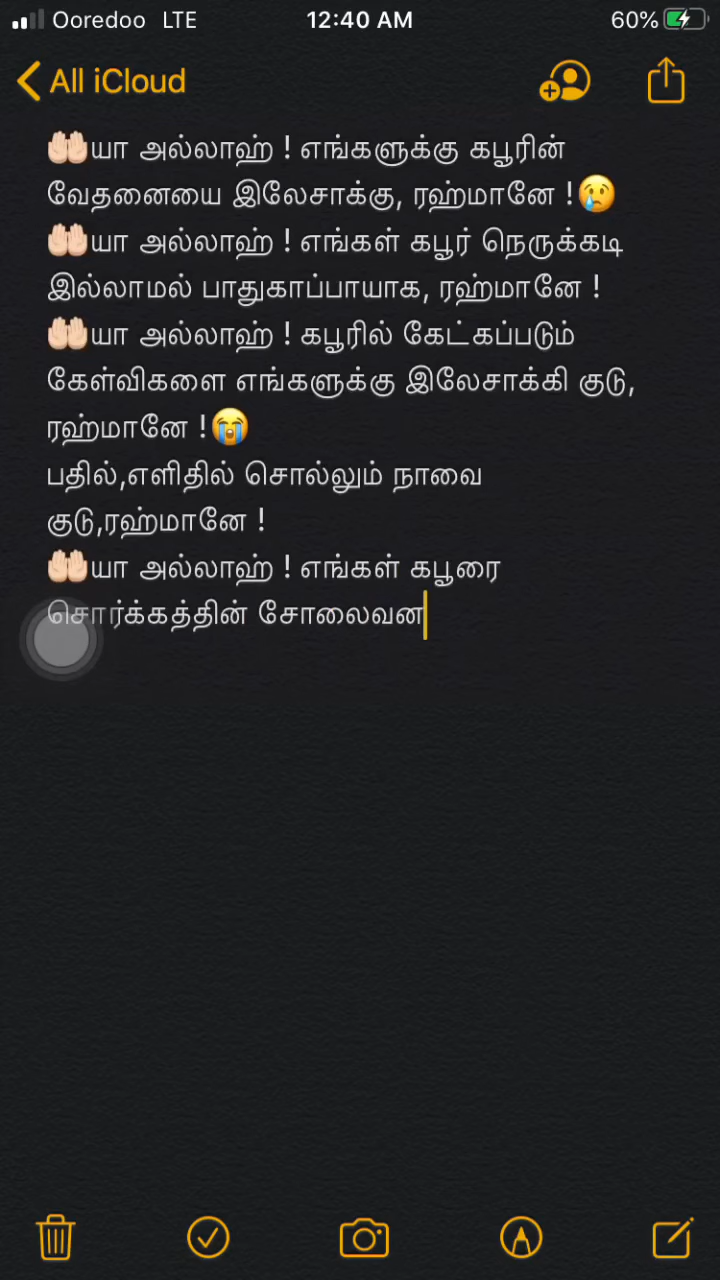 Ooredoo LTE 12:40 AM 60%
All iCloud
🤲🏻யா அல்லாஹ் ! எங்களுக்கு கபூரின்
வேதனையை இலேசாக்கு, ரஹ்மானே !😢
🤲🏻யா அல்லாஹ் ! எங்கள் கபூர் நெருக்கடி
இல்லாமல் பாதுகாப்பாயாக, ரஹ்மானே !
🤲🏻யா அல்லாஹ் ! கபூரில் கேட்கப்படும்
கேள்விகளை எங்களுக்கு இலேசாக்கி குடு,
ரஹ்மானே !😭
பதில்,எளிதில் சொல்லும் நாவை
குடு,ரஹ்மானே !
🤲🏻யா அல்லாஹ் ! எங்கள் கபூரை
சொர்க்கத்தின் சோலைவன